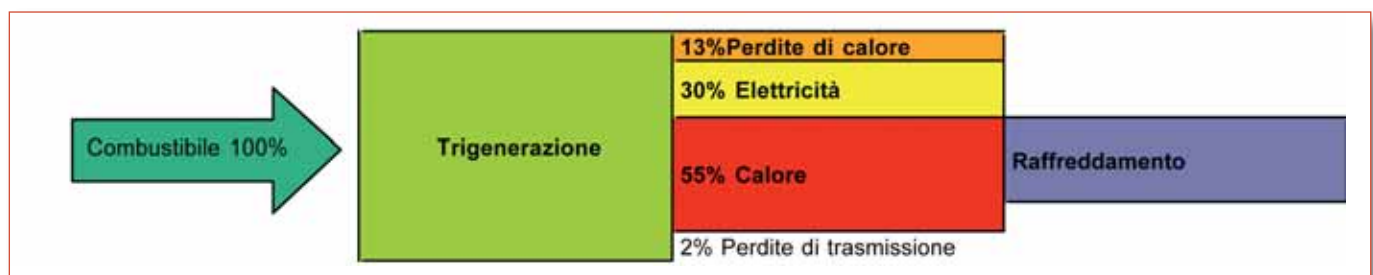 Combustibile 100%
Trigenerazione
13%Perdite di calore
30% Elettricità
55% Calore
2% Perdite di trasmissione
Raffreddamento